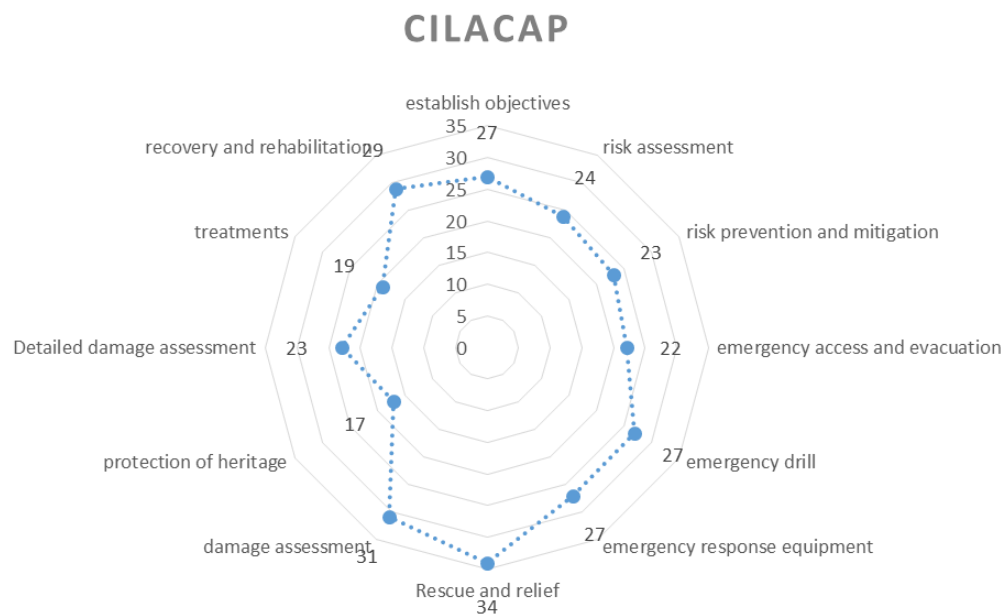 CILACAP
establish objectives
35
27
30
25
20
15
10
5
0
risk assessment
24
risk prevention and mitigation
23
emergency access and evacuation
22
emergency drill
27
emergency response equipment
27
Rescue and relief
34
damage assessment
31
protection of heritage
17
Detailed damage assessment
23
treatments
19
recovery and rehabilitation
29